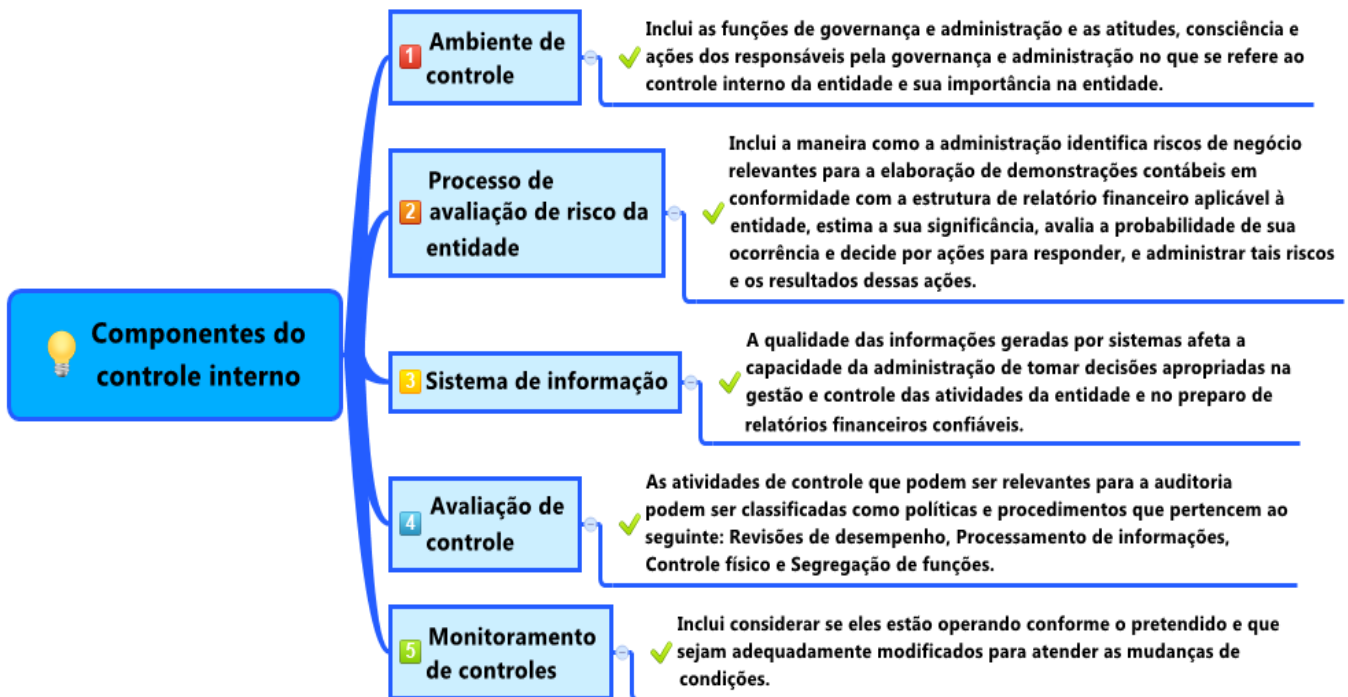 Componentes do
controle interno
1
Ambiente de
controle
Inclui as funções de governança e administração e as atitudes, consciência e
ações dos responsáveis pela governança e administração no que se refere ao
controle interno da entidade e sua importância na entidade.
2
Processo de
avaliação de risco da
entidade
Inclui a maneira como a administração identifica riscos de negócio
relevantes para a elaboração de demonstrações contábeis em
conformidade com a estrutura de relatório financeiro aplicável à
entidade, estima a sua significância, avalia a probabilidade de sua
ocorrência e decide por ações para responder, e administrar tais riscos
e os resultados dessas ações.
3
Sistema de informação
A qualidade das informações geradas por sistemas afeta a
capacidade da administração de tomar decisões apropriadas na
gestão e controle das atividades da entidade e no preparo de
relatórios financeiros confiáveis.
4
Avaliação de
controle
As atividades de controle que podem ser relevantes para a auditoria
podem ser classificadas como políticas e procedimentos que pertencem ao
seguinte: Revisões de desempenho, Processamento de informações,
Controle físico e Segregação de funções.
5
Monitoramento
de controles
Inclui considerar se eles estão operando conforme o pretendido e que
sejam adequadamente modificados para atender as mudanças de
condições.